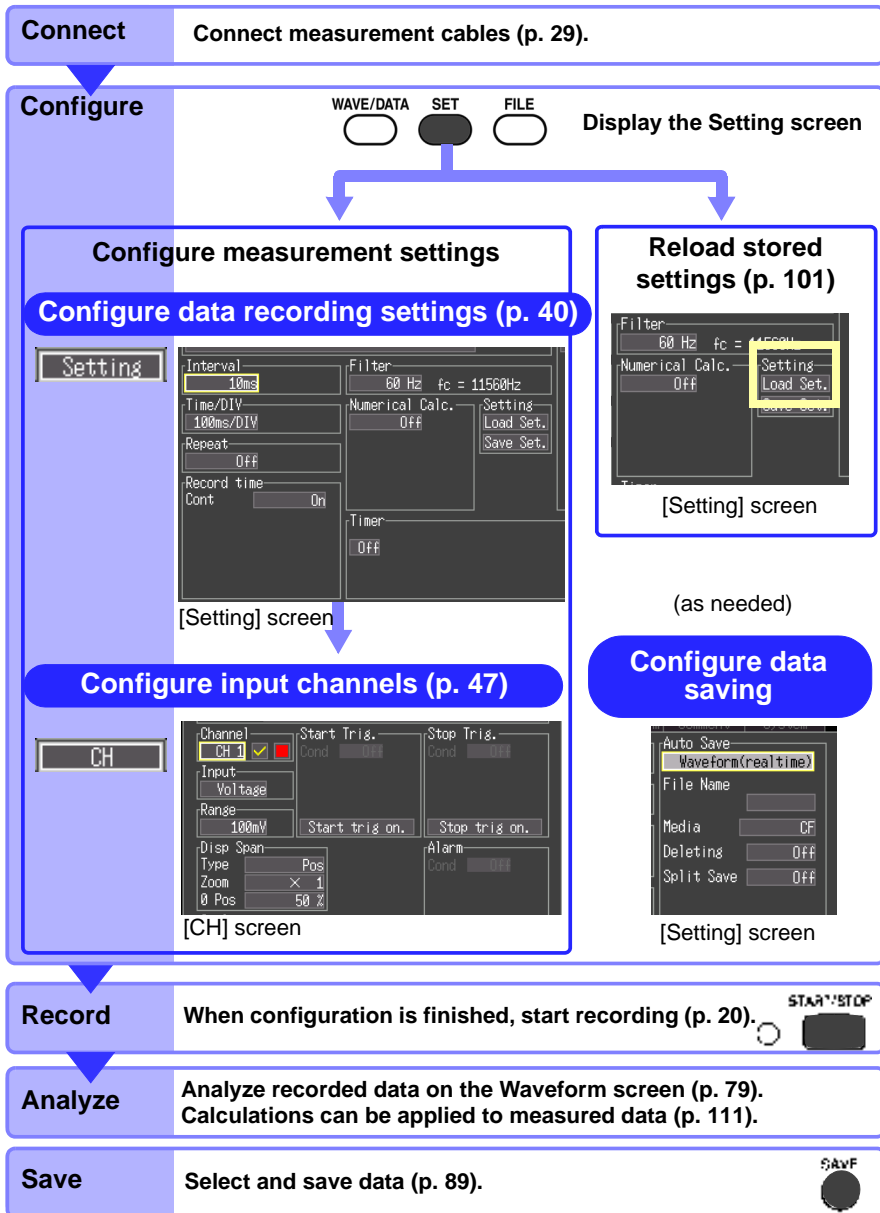 Connect
Connect measurement cables (p. 29).
Configure
WAVE/DATA SET FILE
Display the Setting screen
Configure measurement settings
Configure data recording settings (p. 40)
Setting
Interval
10ms
Filter
60 Hz fc = 11560Hz
Time/DIV
100ms/DIV
Numerical Calc.
Off
Setting
Load Set.
Save Set.
Repeat
Off
Record time
Cont On
Timer
Off
[Setting] screen
Configure input channels (p. 47)
CH
Channel
CH 1
Start Trig.
Cond Off
Stop Trig.
Cond Off
Input
Voltage
Range
100mV
Start trig on.
Stop trig on.
Disp Span
Type Pos
Zoom × 1
0 Pos 50 %
Alarm
Cond Off
[CH] screen
Reload stored
settings (p. 101)
Filter
60 Hz fc = 11560Hz
Numerical Calc.
Off
Setting
Load Set.
Save Set.
Timer
[Setting] screen
(as needed)
Configure data
saving
Comment System
Auto Save
Waveform(realtime)
File Name
Media CF
Deleting Off
Split Save Off
[Setting] screen
Record
When configuration is finished, start recording (p. 20).
START/STOP
Analyze
Analyze recorded data on the Waveform screen (p. 79).
Calculations can be applied to measured data (p. 111).
Save
Select and save data (p. 89).
SAVE